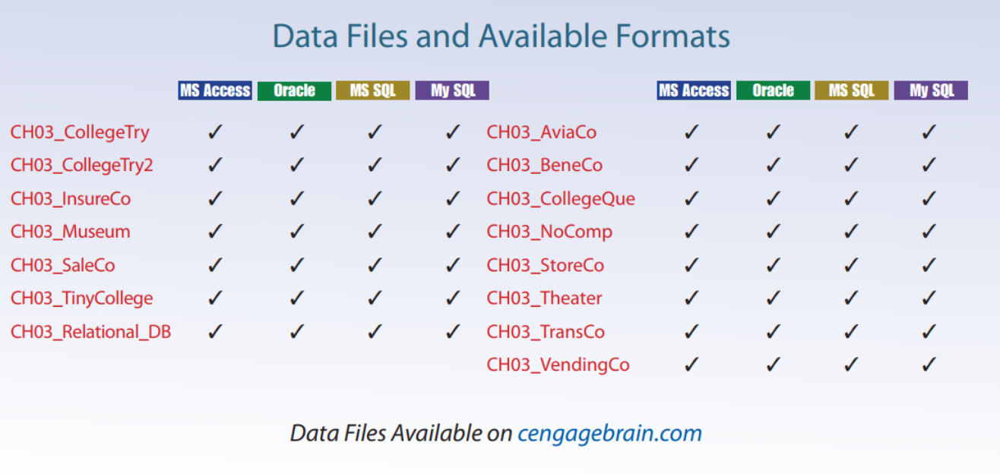 Data Files and Available Formats
MS Access Oracle MS SQL My SQL MS Access Oracle MS SQL My SQL
CH03_CollegeTry ✓ ✓ ✓ ✓ CH03_AviaCo ✓ ✓ ✓ ✓
CH03_CollegeTry2 ✓ ✓ ✓ ✓ CH03_BeneCo ✓ ✓ ✓ ✓
CH03_InsureCo ✓ ✓ ✓ ✓ CH03_CollegeQue ✓ ✓ ✓ ✓
CH03_Museum ✓ ✓ ✓ ✓ CH03_NoComp ✓ ✓ ✓ ✓
CH03_SaleCo ✓ ✓ ✓ ✓ CH03_StoreCo ✓ ✓ ✓ ✓
CH03_TinyCollege ✓ ✓ ✓ ✓ CH03_Theater ✓ ✓ ✓ ✓
CH03_Relational_DB ✓ ✓ ✓ ✓ CH03_TransCo ✓ ✓ ✓ ✓
CH03_VendingCo ✓ ✓ ✓ ✓
Data Files Available on cengagebrain.com